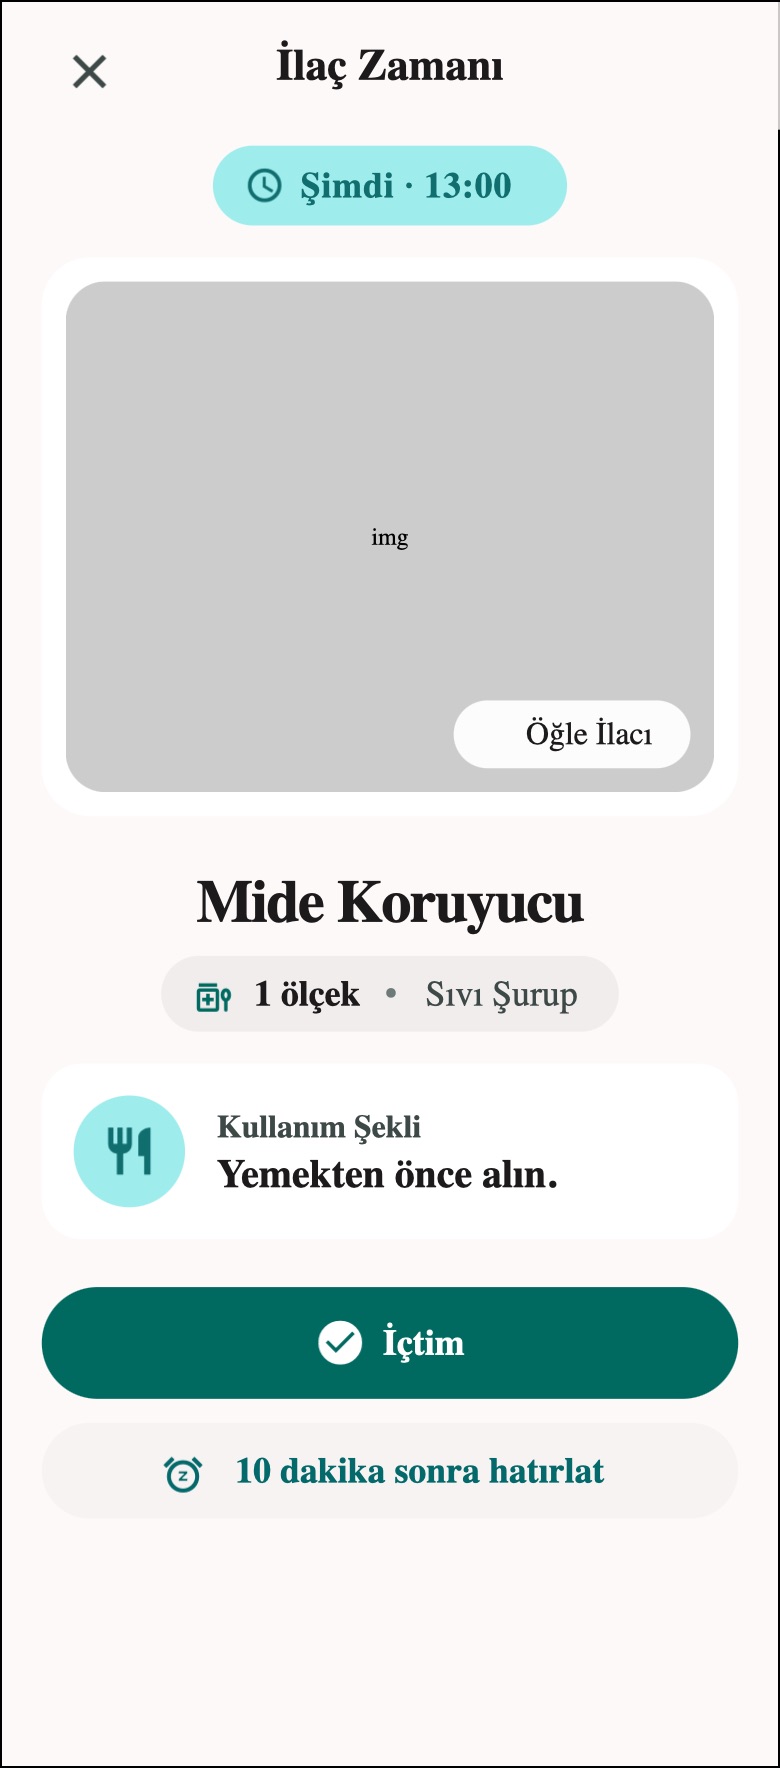 İlaç Zamanı
Şimdi · 13:00
img
Öğle İlacı
Mide Koruyucu
1 ölçek • Sıvı Şurup
Kullanım Şekli
Yemekten önce alın.
İçtim
10 dakika sonra hatırlat